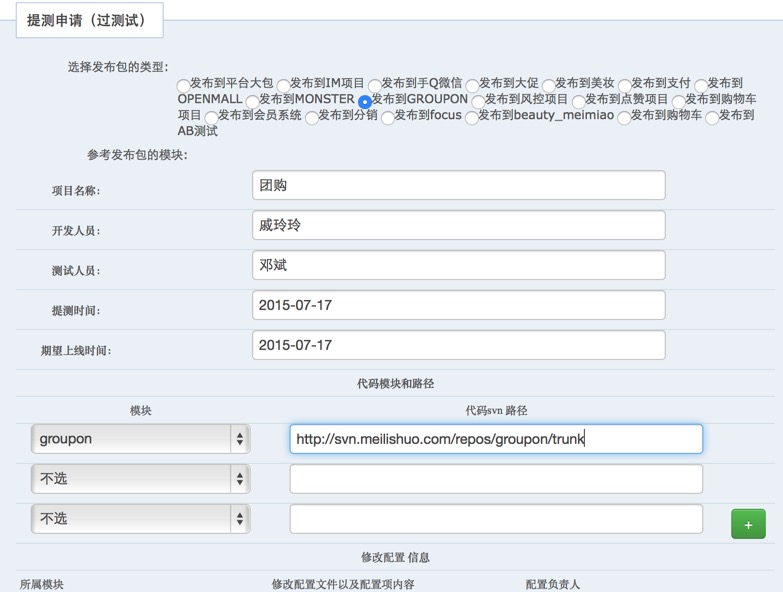 提测申请（过测试）
选择发布包的类型：
发布到平台大包 发布到IM项目 发布到手Q微信 发布到大促 发布到美妆 发布到支付 发布到
OPENMALL 发布到MONSTER 发布到GROUPON 发布到风控项目 发布到点赞项目 发布到购物车
项目 发布到会员系统 发布到分销 发布到focus 发布到beauty_meimiao 发布到购物车 发布到
AB测试
参考发布包的模块：
项目名称： 团购
开发人员： 戚玲玲
测试人员： 邓斌
提测时间： 2015-07-17
期望上线时间： 2015-07-17
代码模块和路径
模块 代码svn 路径
groupon http://svn.meilishuo.com/repos/groupon/trunk
不选
不选 +
修改配置 信息
所属模块 修改配置文件以及配置项内容 配置负责人